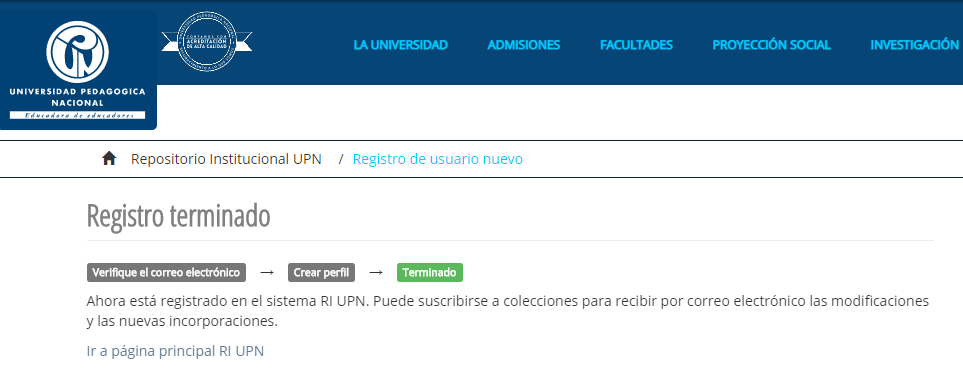 CONTAMOS CON
ACREDITACIÓN
DE ALTA CALIDAD
UNIVERSIDAD PEDAGOGICA
NACIONAL
Educadora de educadores
LA UNIVERSIDAD ADMISIONES FACULTADES PROYECCIÓN SOCIAL INVESTIGACIÓN
Repositorio Institucional UPN / Registro de usuario nuevo
Registro terminado
Verifique el correo electrónico → Crear perfil → Terminado
Ahora está registrado en el sistema RI UPN. Puede suscribirse a colecciones para recibir por correo electrónico las modificaciones
y las nuevas incorporaciones.
Ir a página principal RI UPN